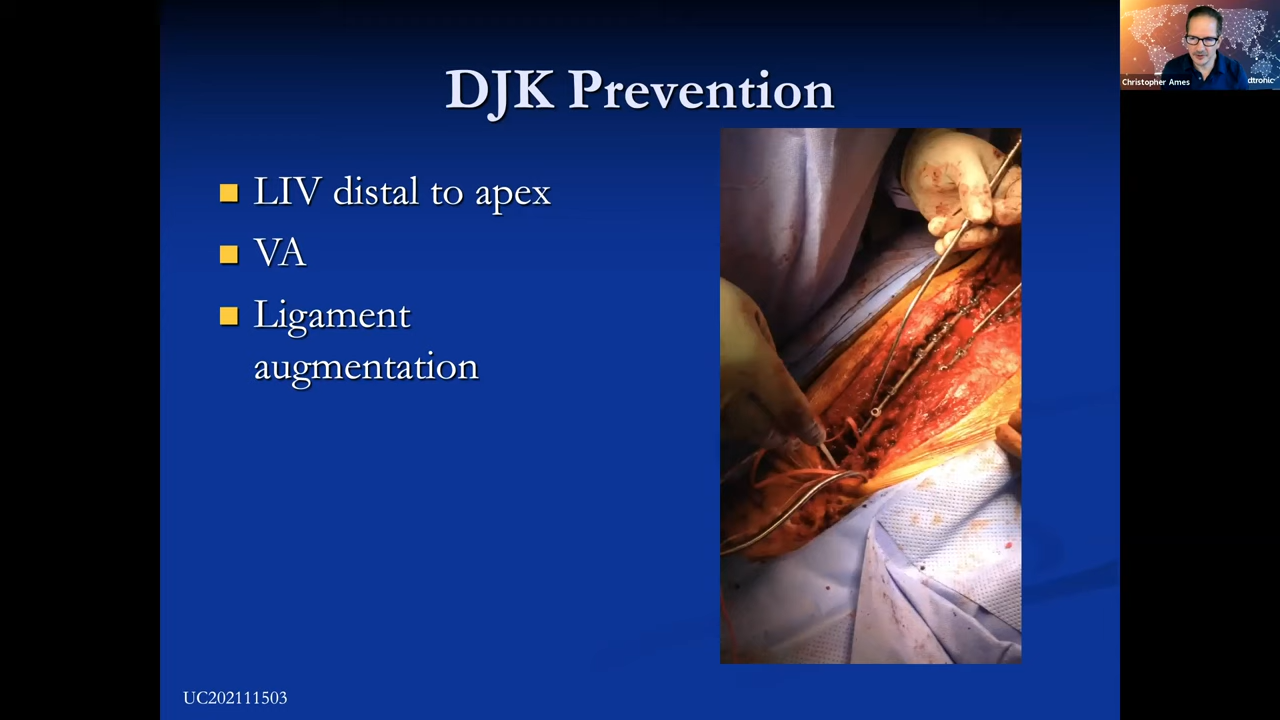 DJK Prevention
LIV distal to apex
VA
Ligament
augmentation
UC202111503
Christopher Ames
dtronic